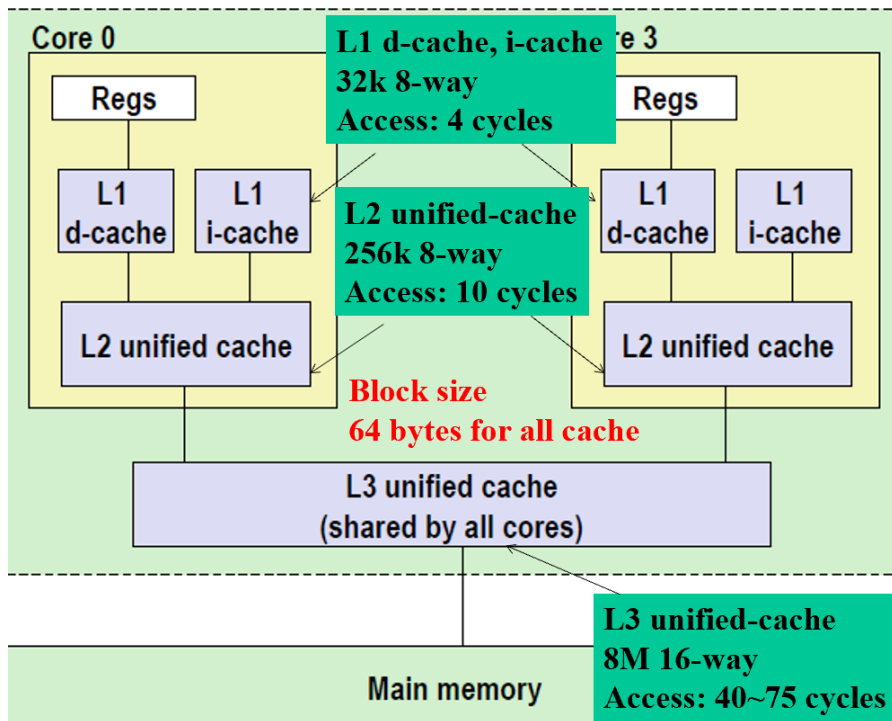 Core 0
L1 d-cache, i-cache
32k 8-way
Access: 4 cycles
re 3
Regs
Regs
L1
d-cache
L1
i-cache
L1
d-cache
L1
i-cache
L2 unified-cache
256k 8-way
Access: 10 cycles
L2 unified cache
L2 unified cache
Block size
64 bytes for all cache
L3 unified cache
(shared by all cores)
L3 unified-cache
8M 16-way
Access: 40~75 cycles
Main memory